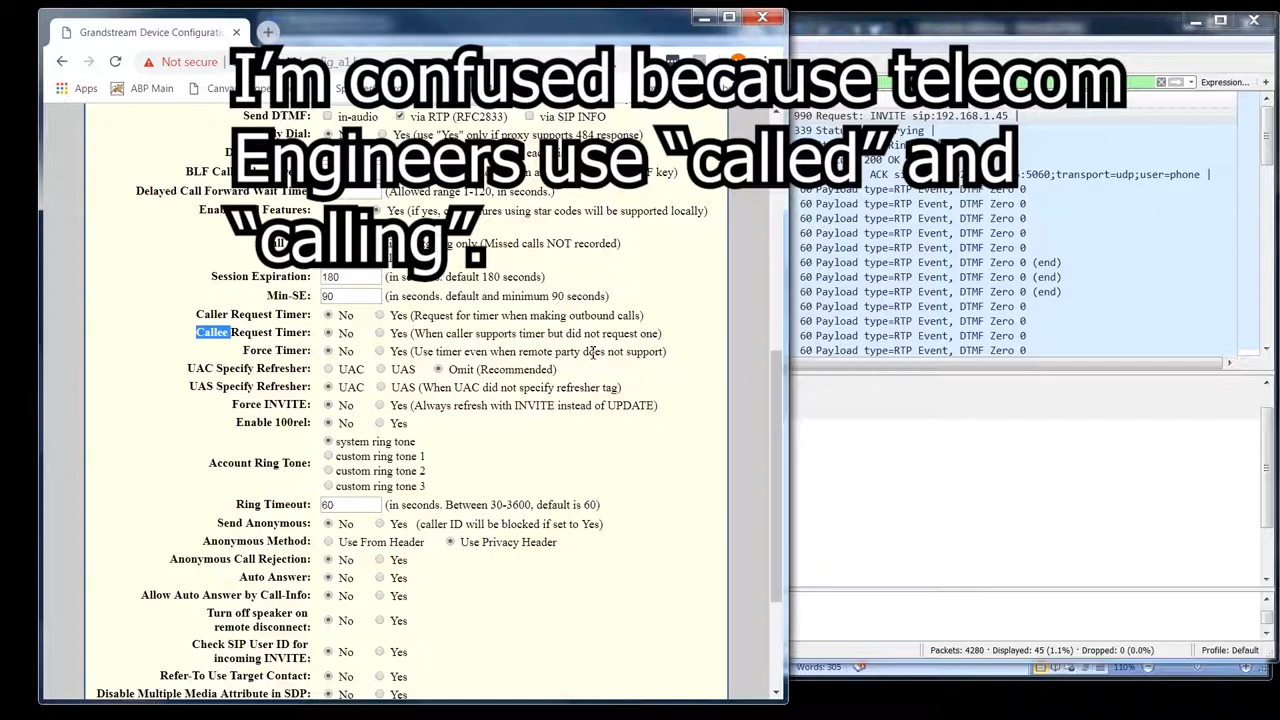 Grandstream Device Configurati
Not secure
Apps
ABP Main
I'm confused because telecom
Engineers use “called” and
“calling”.
Send DTMF: in-audio via RTP (RFC2833) via SIP INFO
Yes (use "Yes" only if proxy supports 484 response)
Delayed Call Forward Wait Time (Allowed range 1-120, in seconds.)
Yes (if yes, features using star codes will be supported locally)
only (Missed calls NOT recorded)
Session Expiration: 180 (in seconds. default 180 seconds)
Min-SE: 90 (in seconds. default and minimum 90 seconds)
Caller Request Timer: No Yes (Request for timer when making outbound calls)
Callee Request Timer: No Yes (When caller supports timer but did not request one)
Force Timer: No Yes (Use timer even when remote party does not support)
UAC Specify Refresher: UAC UAS Omit (Recommended)
UAS Specify Refresher: UAC UAS (When UAC did not specify refresher tag)
Force INVITE: No Yes (Always refresh with INVITE instead of UPDATE)
Enable 100rel: No Yes
Account Ring Tone: system ring tone
custom ring tone 1
custom ring tone 2
custom ring tone 3
Ring Timeout: 60 (in seconds. Between 30-3600, default is 60)
Send Anonymous: No Yes (caller ID will be blocked if set to Yes)
Anonymous Method: Use From Header Use Privacy Header
Anonymous Call Rejection: No Yes
Auto Answer: No Yes
Allow Auto Answer by Call-Info: No Yes
Turn off speaker on
remote disconnect: No Yes
Check SIP User ID for
incoming INVITE: No Yes
Refer-To Use Target Contact: No Yes
Disable Multiple Media Attribute in SDP: No Yes
Expression...
990 Request: INVITE sip:192.168.1.45 |
200 OK
ACK 5060;transport=udp;user=phone |
60 Payload type=RTP Event, DTMF Zero 0
60 Payload type=RTP Event, DTMF Zero 0
60 Payload type=RTP Event, DTMF Zero 0
60 Payload type=RTP Event, DTMF Zero 0
60 Payload type=RTP Event, DTMF Zero 0
60 Payload type=RTP Event, DTMF Zero 0 (end)
60 Payload type=RTP Event, DTMF Zero 0 (end)
60 Payload type=RTP Event, DTMF Zero 0 (end)
60 Payload type=RTP Event, DTMF Zero 0
60 Payload type=RTP Event, DTMF Zero 0
60 Payload type=RTP Event, DTMF Zero 0
60 Payload type=RTP Event, DTMF Zero 0
Packets: 4280 · Displayed: 45 (1.1%) · Dropped: 0 (0.0%) Profile: Default
Words: 305 110%